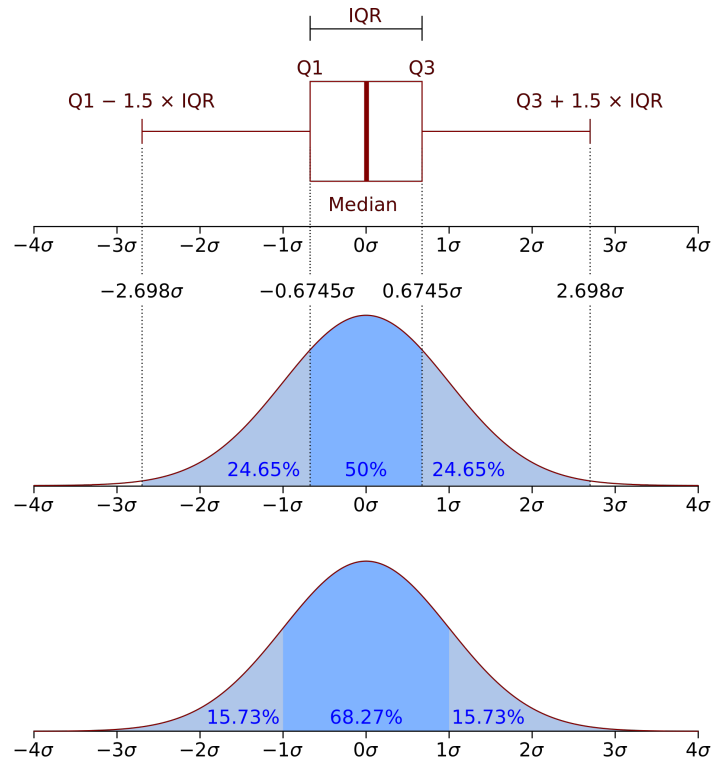 IQR
Q1 Q3
Q1 − 1.5 × IQR Q3 + 1.5 × IQR
Median
−4σ −3σ −2σ −1σ 0σ 1σ 2σ 3σ 4σ
−2.698σ −0.6745σ 0.6745σ 2.698σ
24.65% 50% 24.65%
−4σ −3σ −2σ −1σ 0σ 1σ 2σ 3σ 4σ
15.73% 68.27% 15.73%
−4σ −3σ −2σ −1σ 0σ 1σ 2σ 3σ 4σ